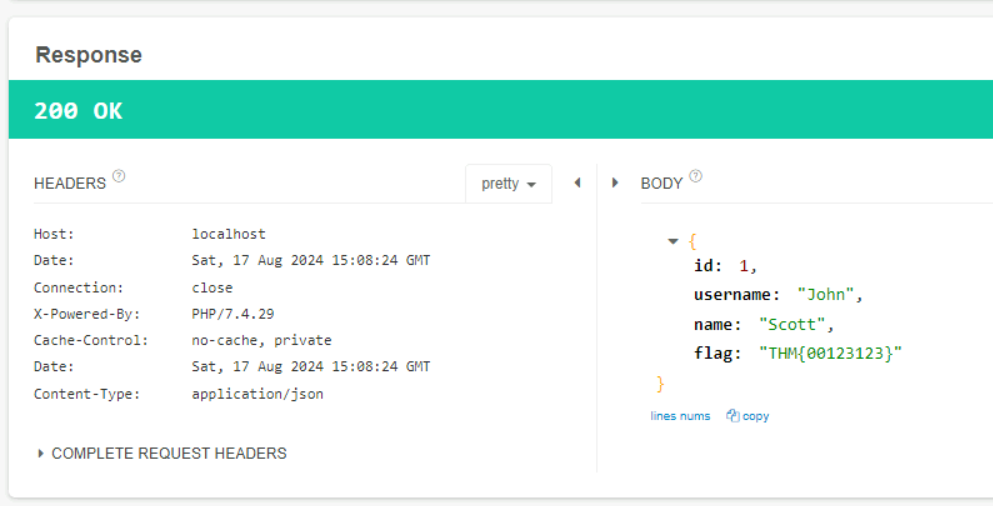 Response
200 OK
HEADERS ?
pretty
Host: localhost
Date: Sat, 17 Aug 2024 15:08:24 GMT
Connection: close
X-Powered-By: PHP/7.4.29
Cache-Control: no-cache, private
Date: Sat, 17 Aug 2024 15:08:24 GMT
Content-Type: application/json
COMPLETE REQUEST HEADERS
BODY ?
{
id: 1,
username: "John",
name: "Scott",
flag: "THM{00123123}"
}
lines nums copy